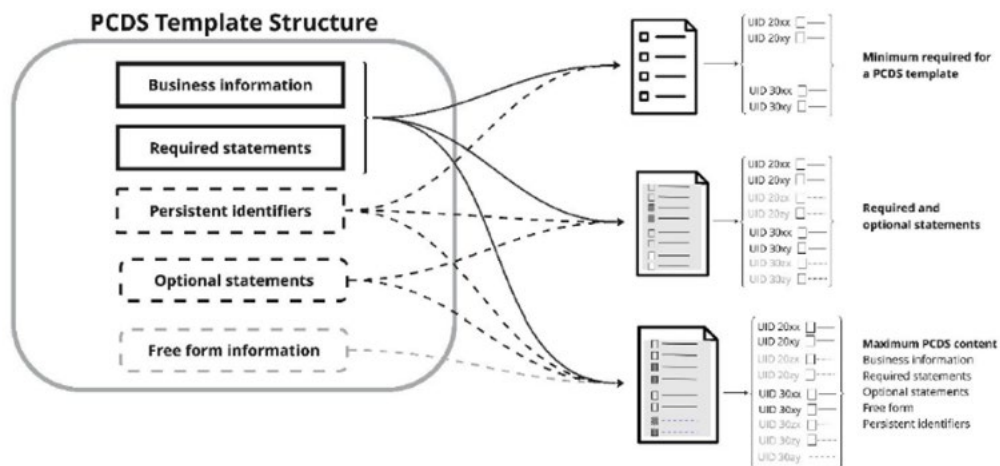 PCDS Template Structure
Business information
Required statements
Persistent identifiers
Optional statements
Free form information
UID 20xx
UID 20xy
UID 30xx
UID 30xy
Minimum required for
a PCDS template
UID 20xx
UID 20xy
UID 20zx
UID 20zy
UID 30xx
UID 30xy
UID 30zx
UID 30zy
Required and
optional statements
UID 20xx
UID 20xy
UID 20zx
UID 20zy
UID 30xx
UID 30xy
UID 30zx
UID 30zy
UID 30zy
Maximum PCDS content
Business information
Required statements
Optional statements
Free form
Persistent identifiers